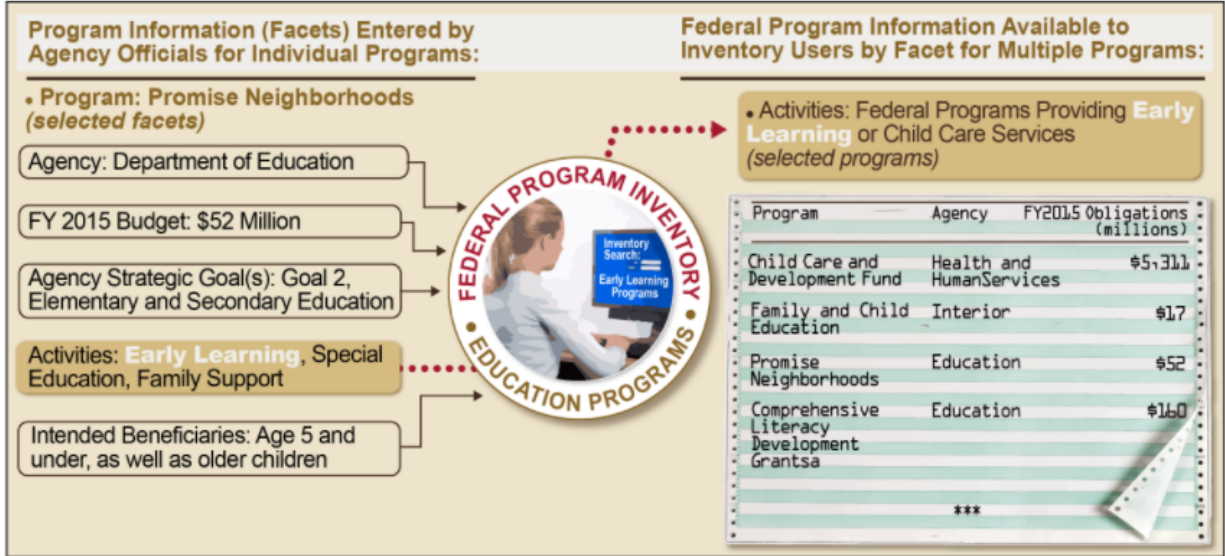 Program Information (Facets) Entered by
Agency Officials for Individual Programs:
• Program: Promise Neighborhoods
(selected facets)
Agency: Department of Education
FY 2015 Budget: $52 Million
Agency Strategic Goal(s): Goal 2,
Elementary and Secondary Education
Activities: Early Learning, Special
Education, Family Support
Intended Beneficiaries: Age 5 and
under, as well as older children
FEDERAL PROGRAM INVENTORY
• EDUCATION PROGRAMS •
Inventory
Search:
Early Learning
Programs
Federal Program Information Available to
Inventory Users by Facet for Multiple Programs:
• Activities: Federal Programs Providing Early
Learning or Child Care Services
(selected programs)
Program Agency FY2015 Obligations
(millions)
Child Care and Health and $5,311
Development Fund HumanServices
Family and Child Interior $17
Education
Promise Education $52
Neighborhoods
Comprehensive Education $160
Literacy
Development
Grantsa
***